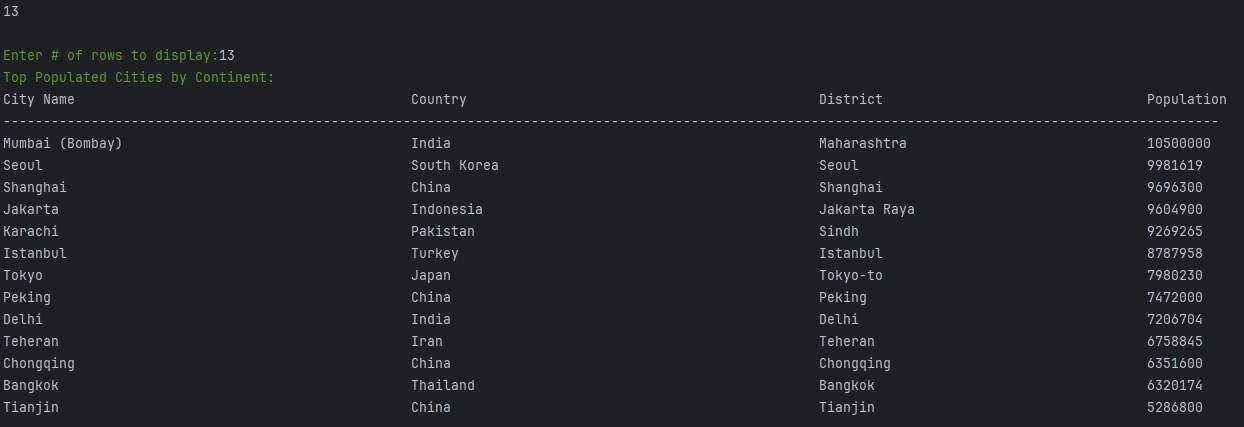 13
Enter # of rows to display:13
Top Populated Cities by Continent:
City Name Country District Population
--------------------------------------------------------------------------------------------------------------------------------------------------------
Mumbai (Bombay) India Maharashtra 10500000
Seoul South Korea Seoul 9981619
Shanghai China Shanghai 9696300
Jakarta Indonesia Jakarta Raya 9604900
Karachi Pakistan Sindh 9269265
Istanbul Turkey Istanbul 8787958
Tokyo Japan Tokyo-to 7980230
Peking China Peking 7472000
Delhi India Delhi 7206704
Teheran Iran Teheran 6758845
Chongqing China Chongqing 6351600
Bangkok Thailand Bangkok 6320174
Tianjin China Tianjin 5286800